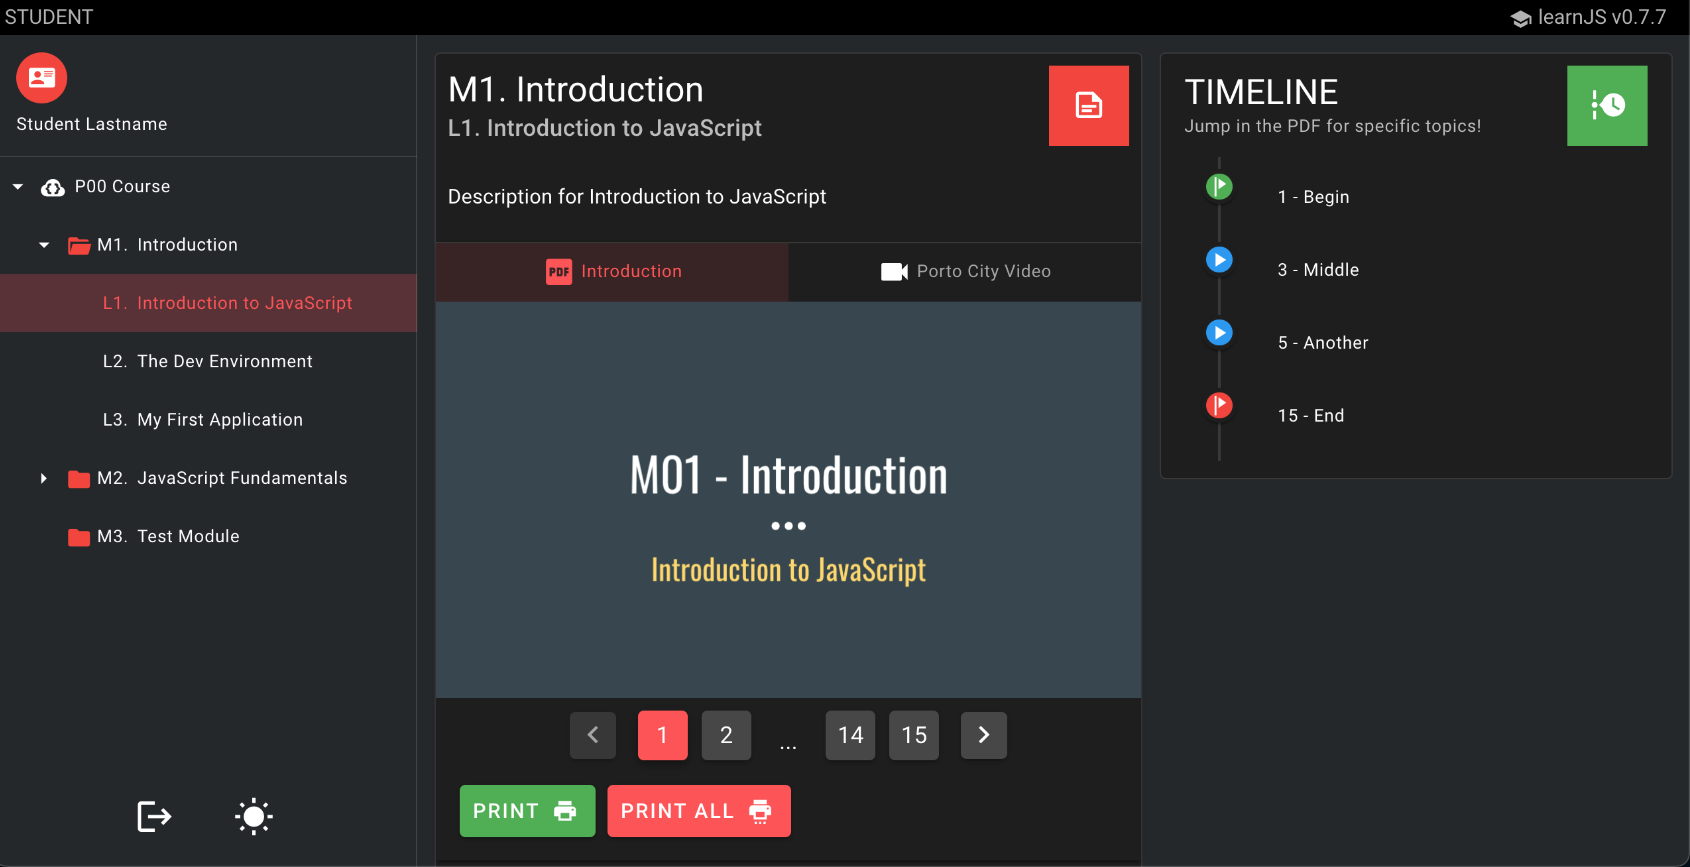 STUDENT
learnJS v0.7.7
Student Lastname
P00 Course
M1. Introduction
L1. Introduction to JavaScript
L2. The Dev Environment
L3. My First Application
M2. JavaScript Fundamentals
M3. Test Module
M1. Introduction
L1. Introduction to JavaScript
Description for Introduction to JavaScript
PDF Introduction
Porto City Video
M01 - Introduction
Introduction to JavaScript
1 2 ... 14 15
PRINT
PRINT ALL
TIMELINE
Jump in the PDF for specific topics!
1 - Begin
3 - Middle
5 - Another
15 - End